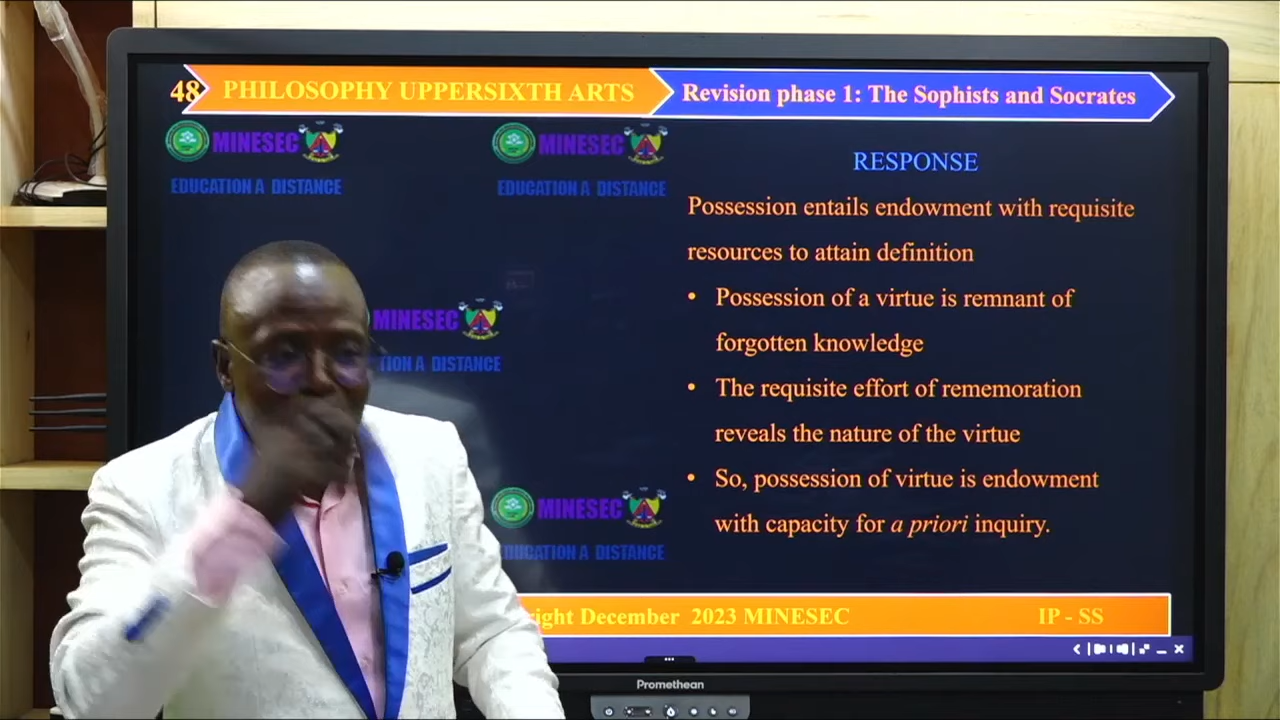 48
PHILOSOPHY UPPERSIXTH ARTS
Revision phase 1: The Sophists and Socrates
MINESEC
EDUCATION A DISTANCE
MINESEC
EDUCATION A DISTANCE
RESPONSE
Possession entails endowment with requisite
resources to attain definition
• Possession of a virtue is remnant of
forgotten knowledge
• The requisite effort of rememoration
reveals the nature of the virtue
• So, possession of virtue is endowment
with capacity for a priori inquiry.
MINESEC
TION A DISTANCE
MINESEC
EDUCATION A DISTANCE
right December 2023 MINESEC
IP - SS
Promethean